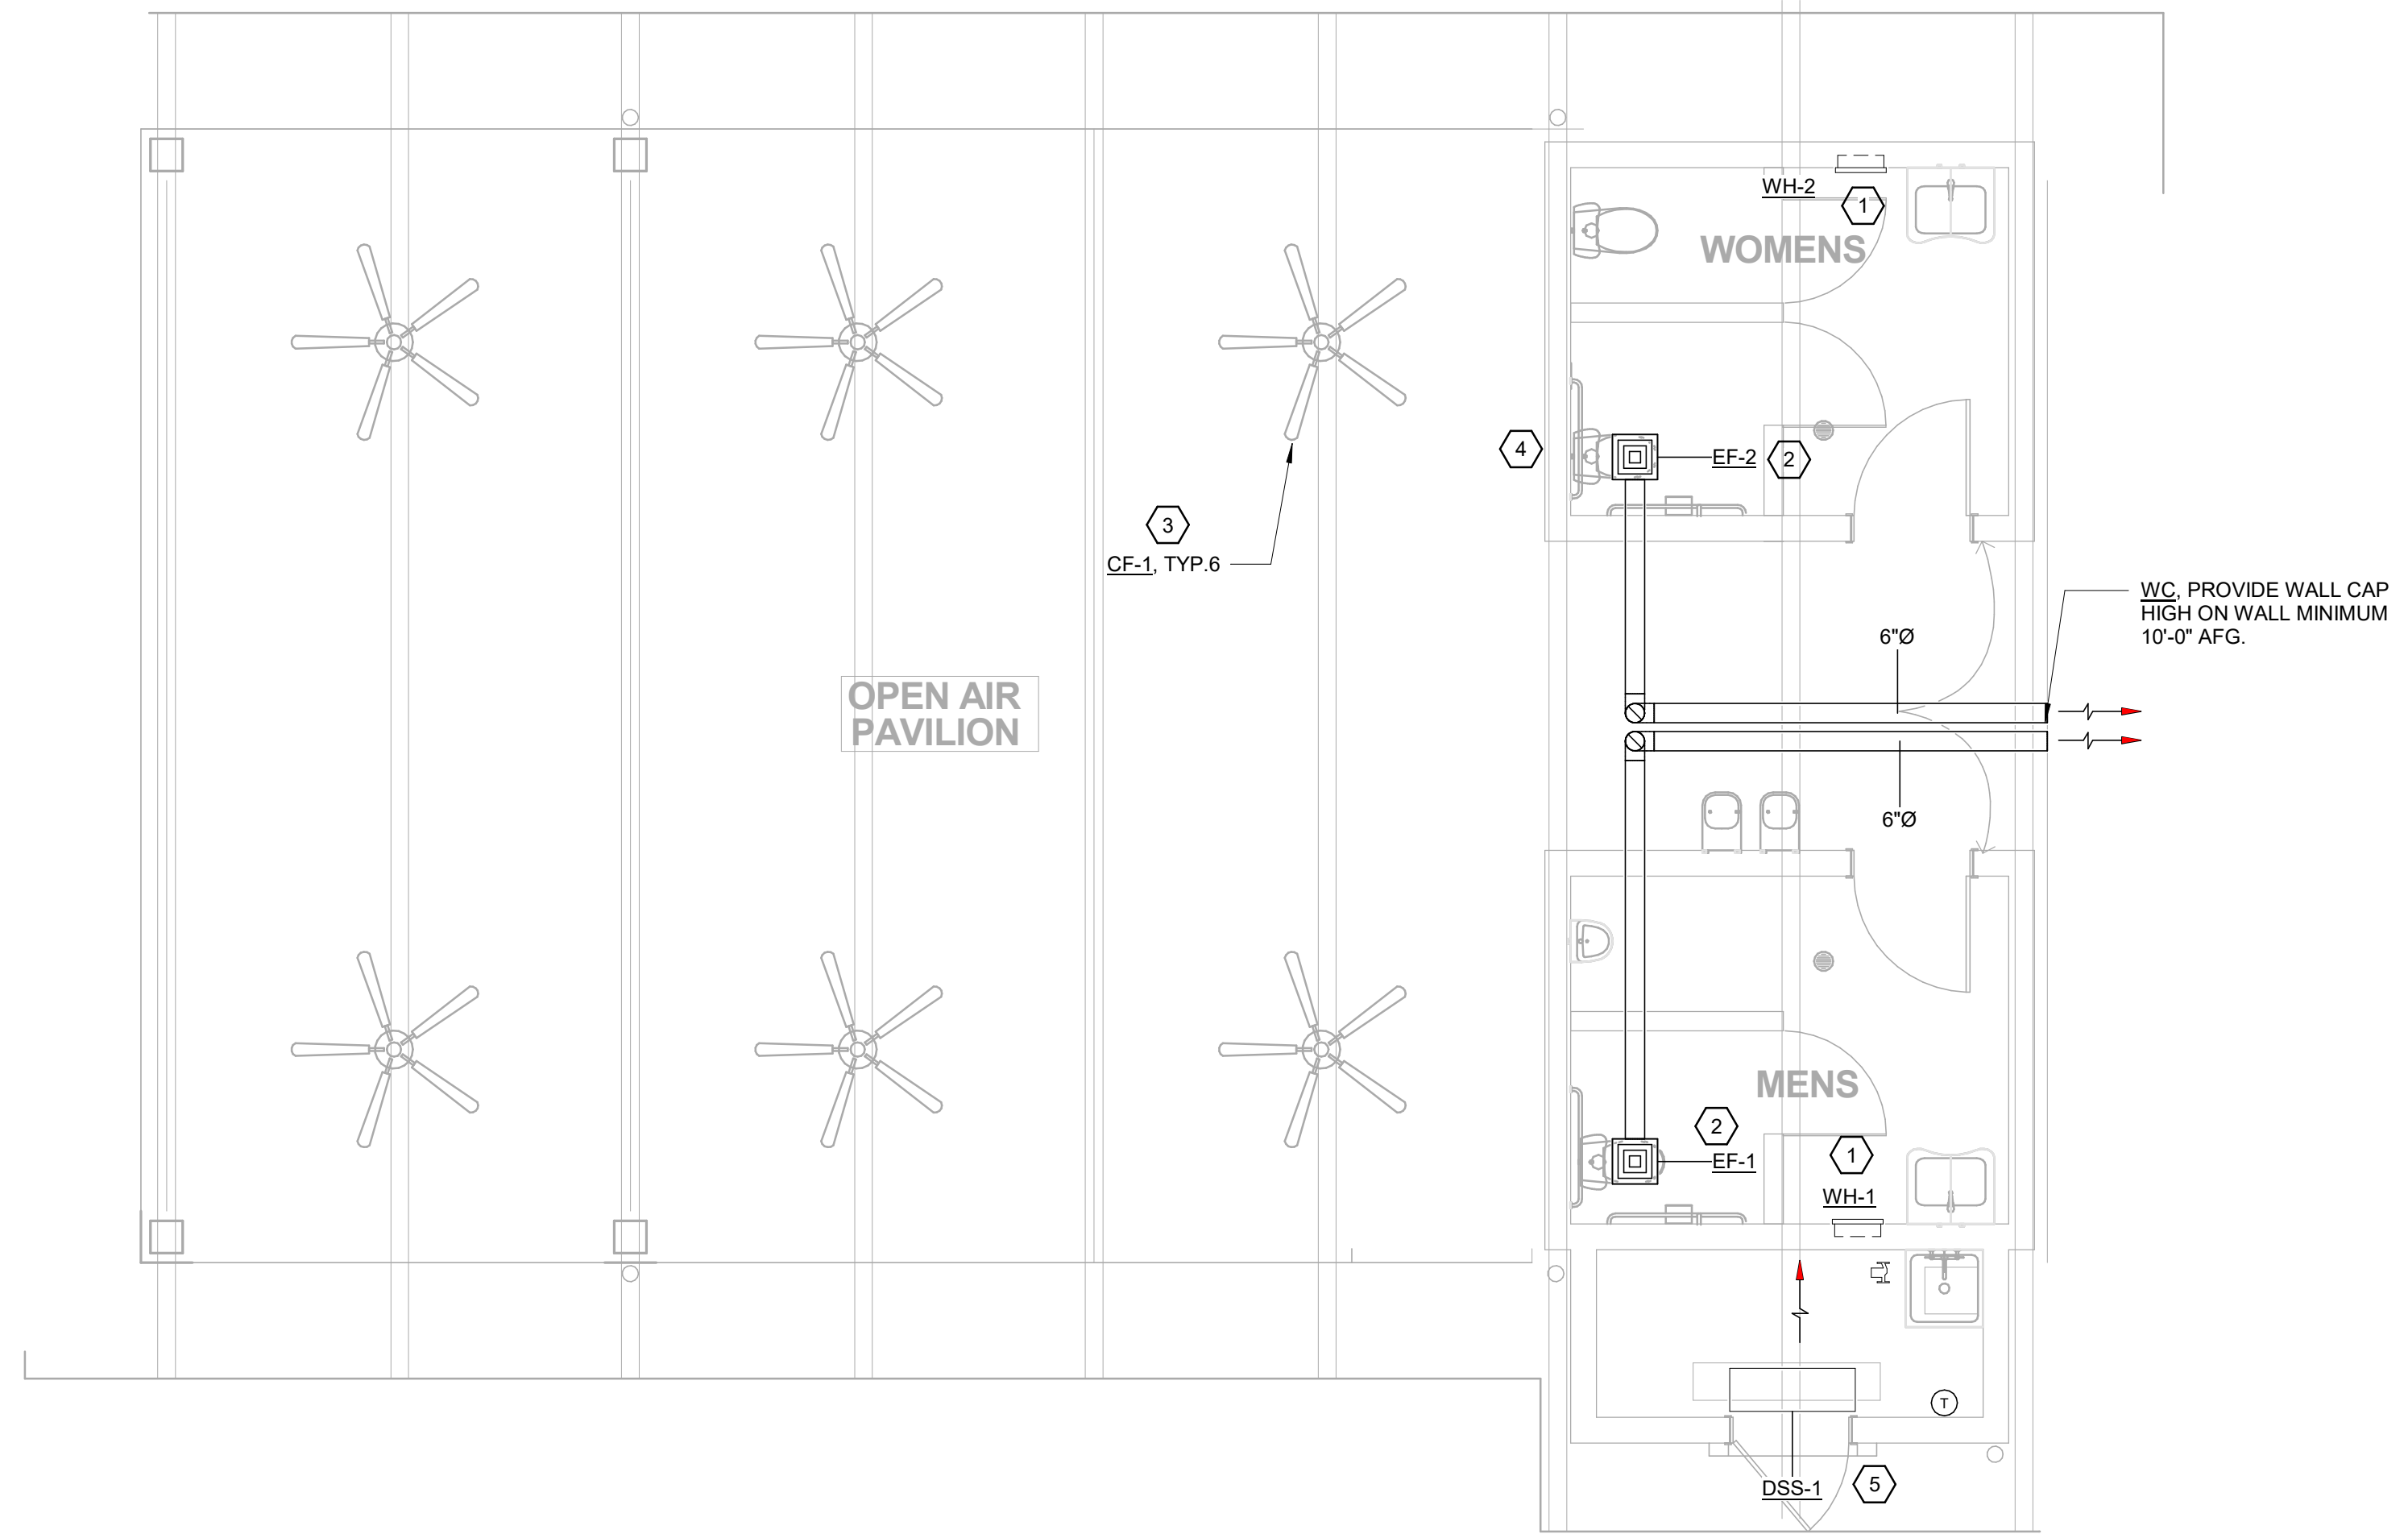 WH-2
1
WOMENS
4
EF-2
2
3
CF-1, TYP.6
WC, PROVIDE WALL CAP
HIGH ON WALL MINIMUM
10'-0" AFG.
6"Ø
OPEN AIR
PAVILION
6"Ø
MENS
2
EF-1
1
WH-1
T
DSS-1
5